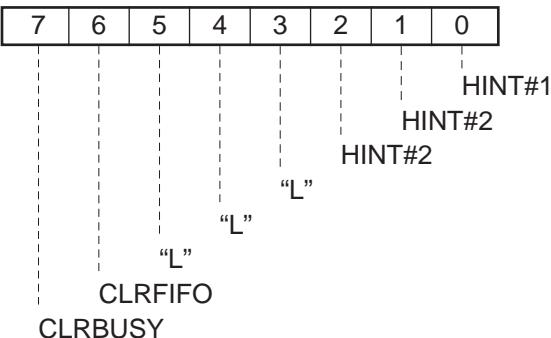 7 6 5 4 3 2 1 0
HINT#1
HINT#2
HINT#2
“L”
“L”
“L”
CLRFIFO
CLRBUSY